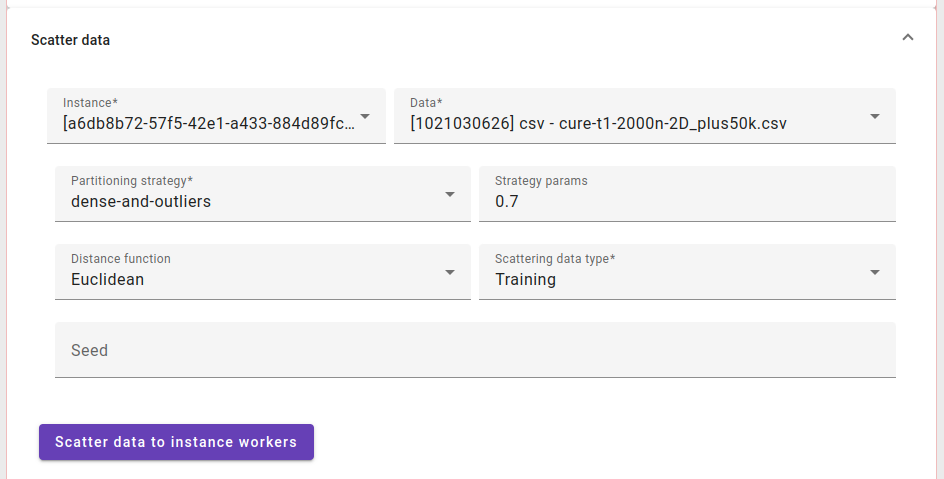 Scatter data
Instance*
[a6db8b72-57f5-42e1-a433-884d89fc...
Data*
[1021030626] csv - cure-t1-2000n-2D_plus50k.csv
Partitioning strategy*
dense-and-outliers
Strategy params
0.7
Distance function
Euclidean
Scattering data type*
Training
Seed
Scatter data to instance workers